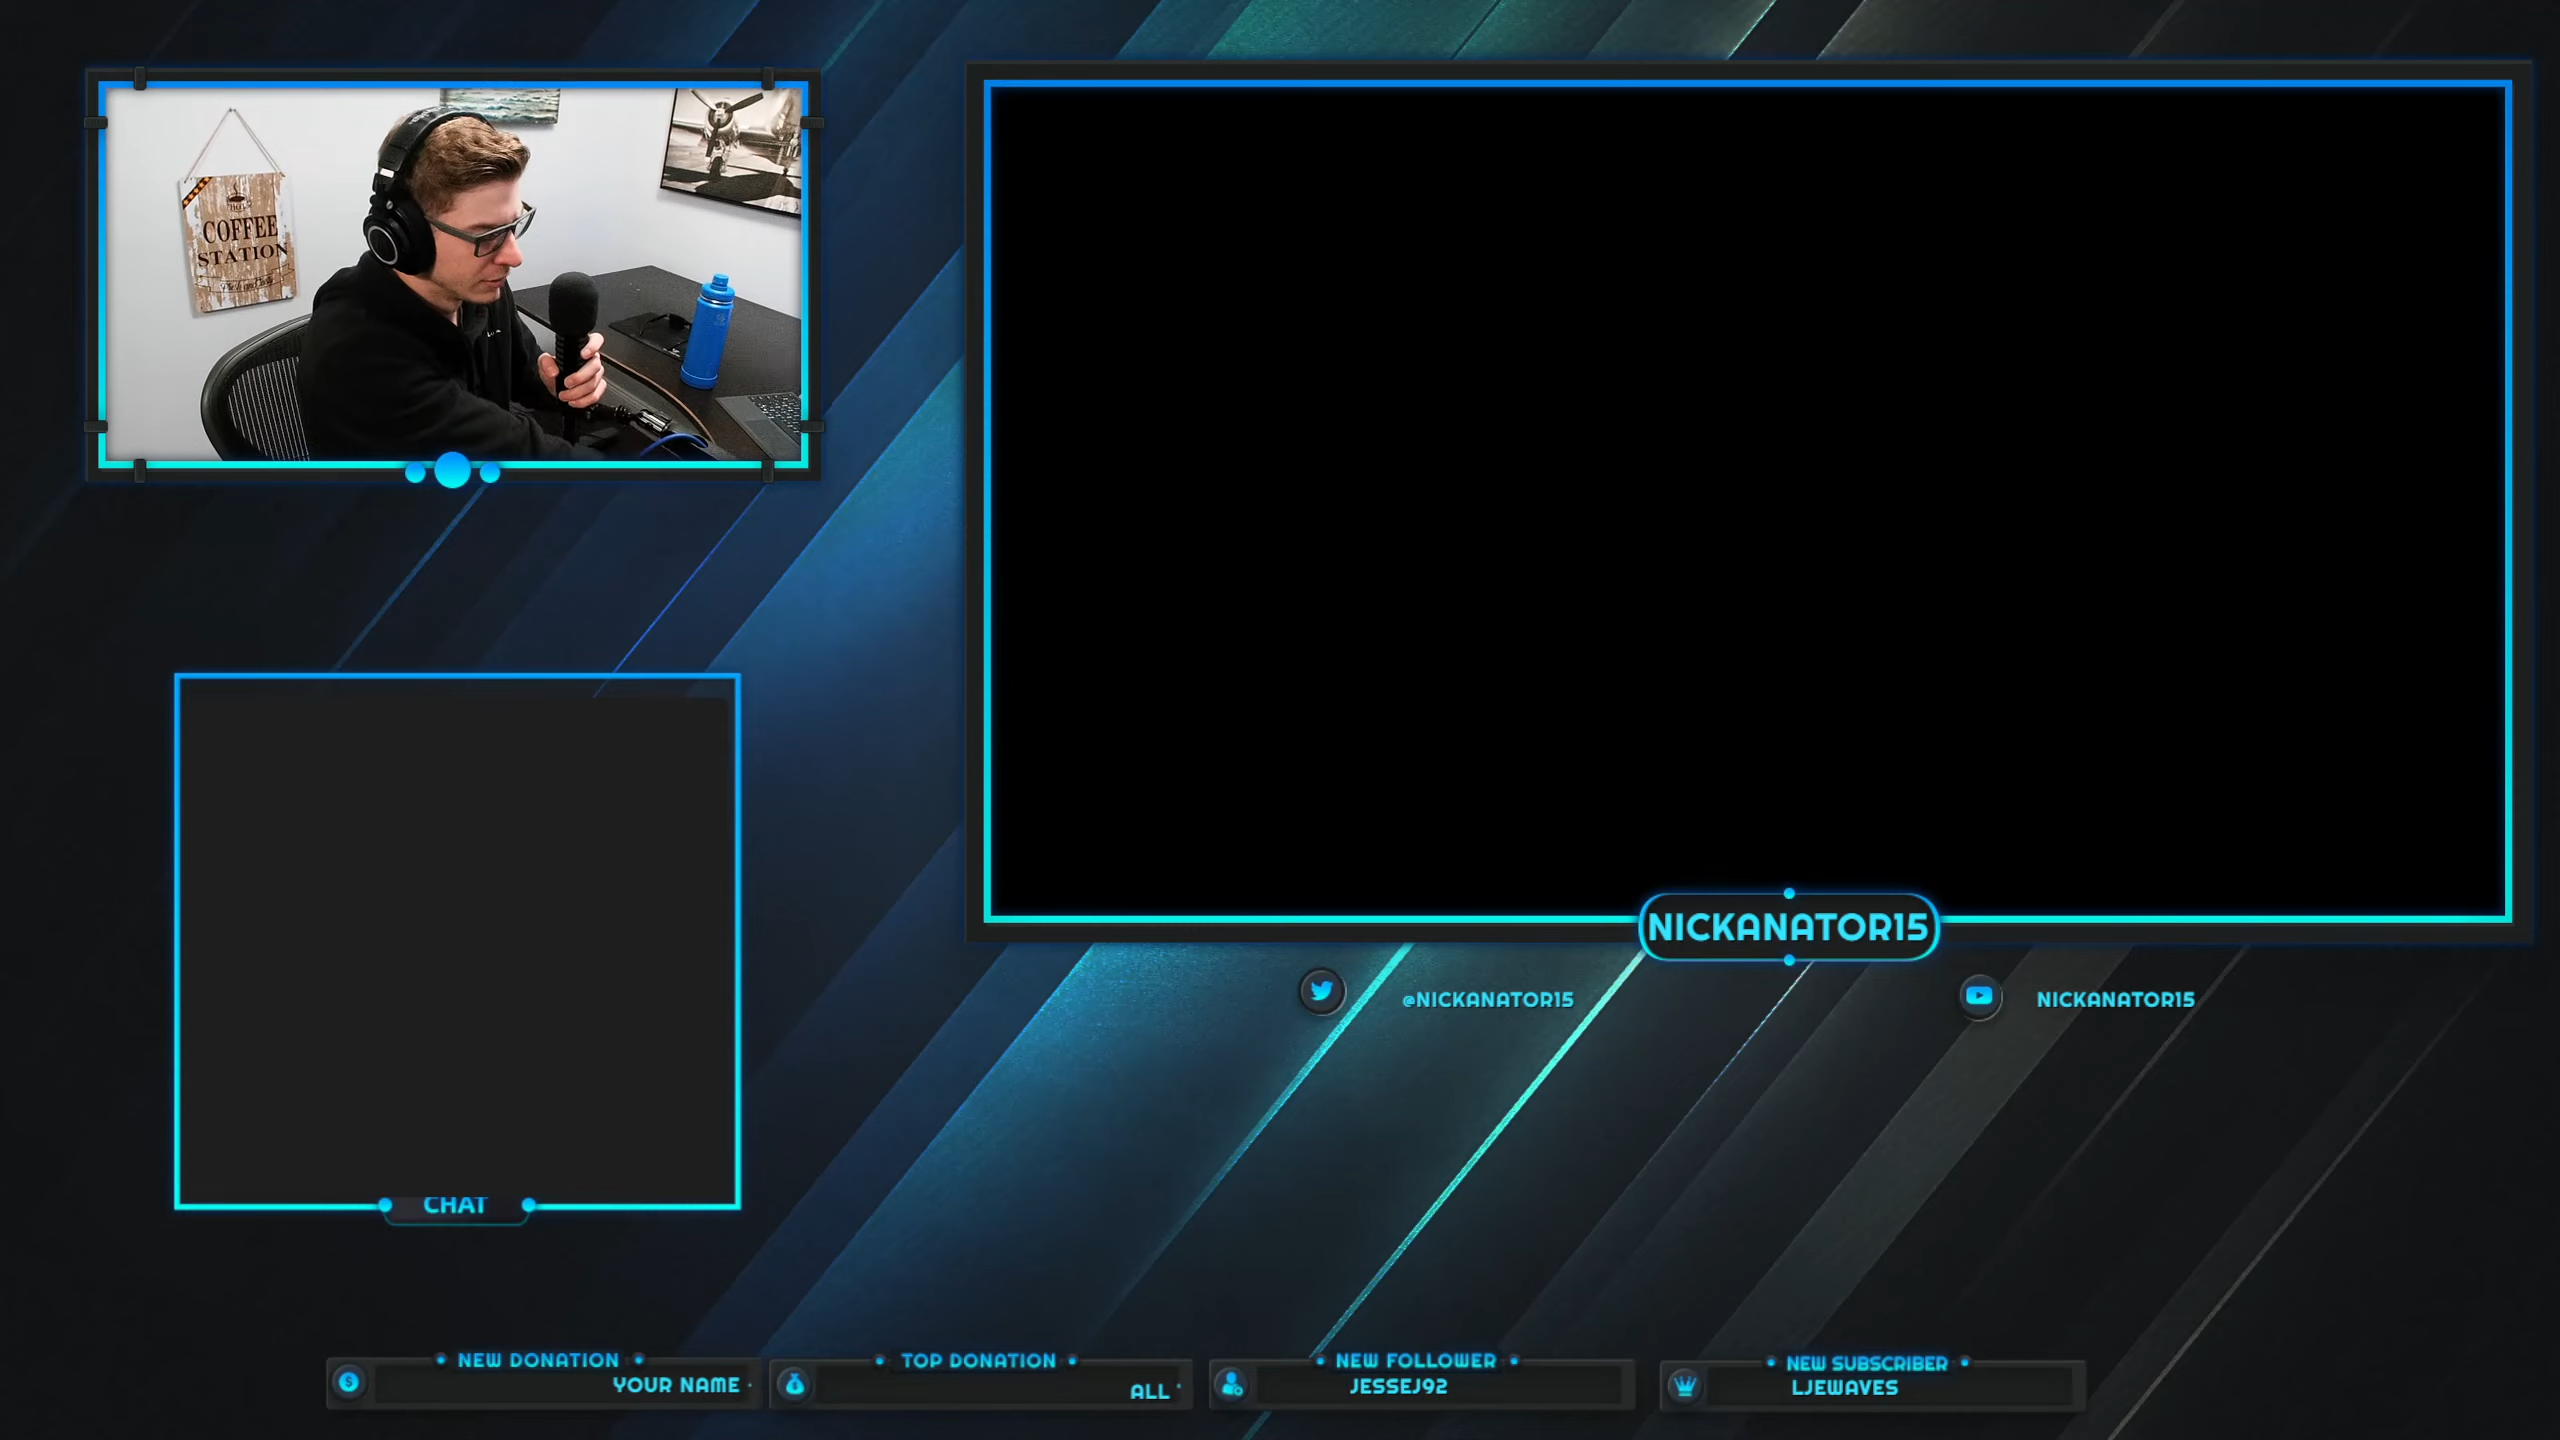 COFFEE
STATION
NICKANATOR15
@NICKANATOR15
NICKANATOR15
CHAT
NEW DONATION
YOUR NAME
TOP DONATION
ALL
NEW FOLLOWER
JESSEJ92
NEW SUBSCRIBER
LJEWAVES